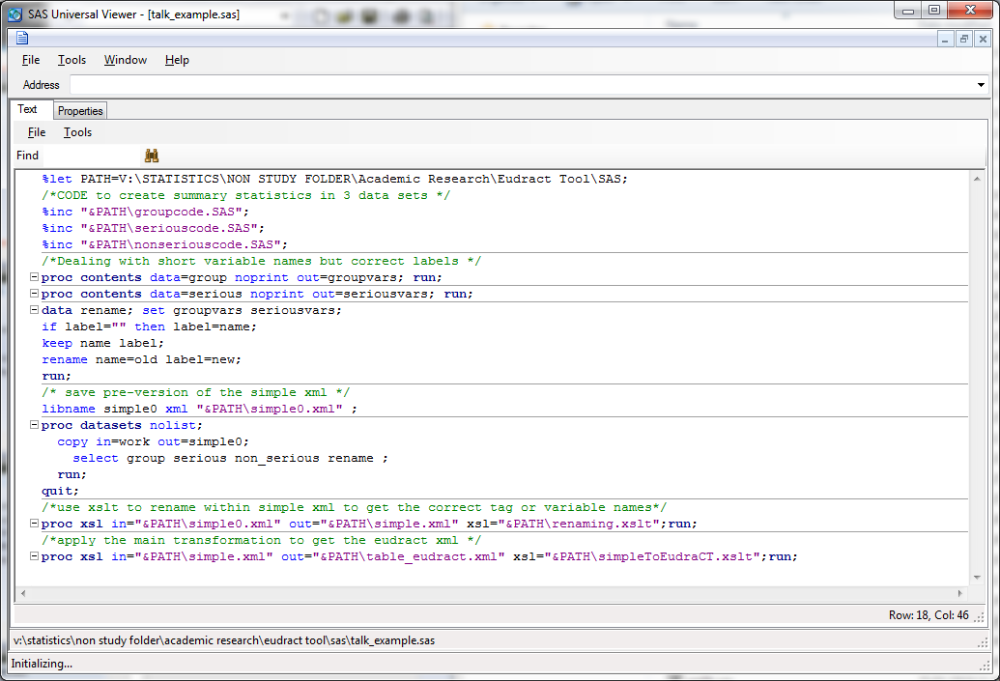 SAS Universal Viewer - [talk_example.sas]
File Tools Window Help
Address
Text Properties
File Tools
Find
%let PATH=V:\STATISTICS\NON STUDY FOLDER\Academic Research\Eudract Tool\SAS;
/*CODE to create summary statistics in 3 data sets */
%inc "&PATH\groupcode.SAS";
%inc "&PATH\seriouscode.SAS";
%inc "&PATH\nonseriouscode.SAS";
/*Dealing with short variable names but correct labels */
proc contents data=group noprint out=groupvars; run;
proc contents data=serious noprint out=seriousvars; run;
data rename; set groupvars seriousvars;
if label="" then label=name;
keep name label;
rename name=old label=new;
run;
/* save pre-version of the simple xml */
libname simple0 xml "&PATH\simple0.xml" ;
proc datasets nolist;
copy in=work out=simple0;
select group serious non_serious rename ;
run;
quit;
/*use xslt to rename within simple xml to get the correct tag or variable names*/
proc xsl in="&PATH\simple0.xml" out="&PATH\simple.xml" xsl="&PATH\renaming.xslt";run;
/*apply the main transformation to get the eudract xml */
proc xsl in="&PATH\simple.xml" out="&PATH\table_eudract.xml" xsl="&PATH\simpleToEudraCT.xslt";run;
Row: 18, Col: 46
v:\statistics\non study folder\academic research\eudract tool\sas\talk_example.sas
Initializing...